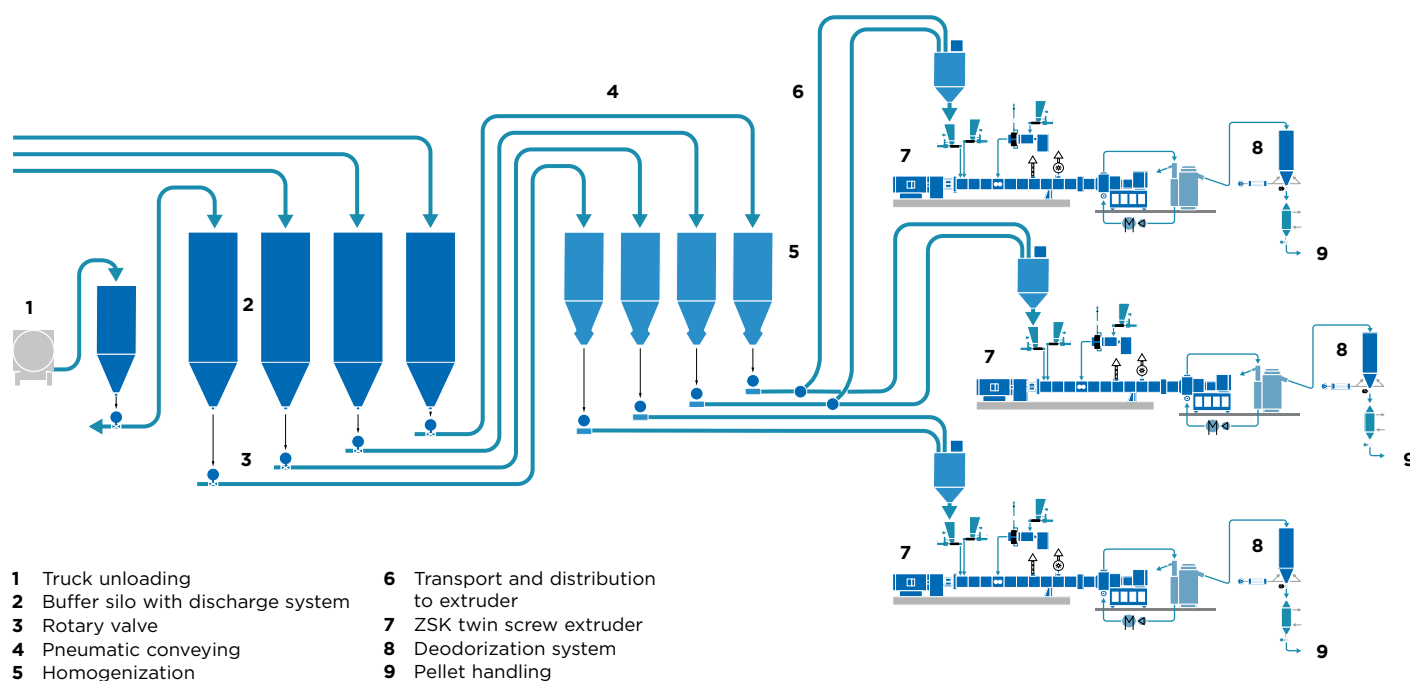 4
6
8
7
9
5
1
2
8
7
3
9
8
7
9
1 Truck unloading
2 Buffer silo with discharge system
3 Rotary valve
4 Pneumatic conveying
5 Homogenization
6 Transport and distribution
to extruder
7 ZSK twin screw extruder
8 Deodorization system
9 Pellet handling
M
M
M